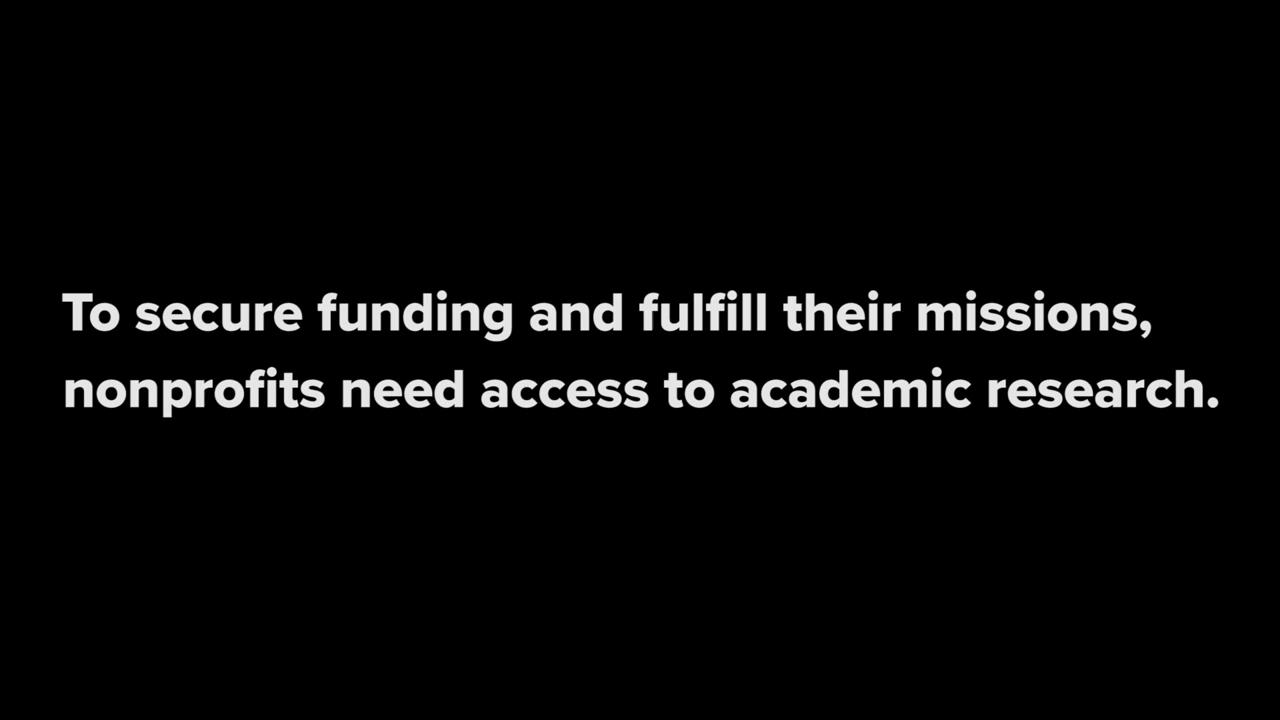 To secure funding and fulfill their missions,
nonprofits need access to academic research.